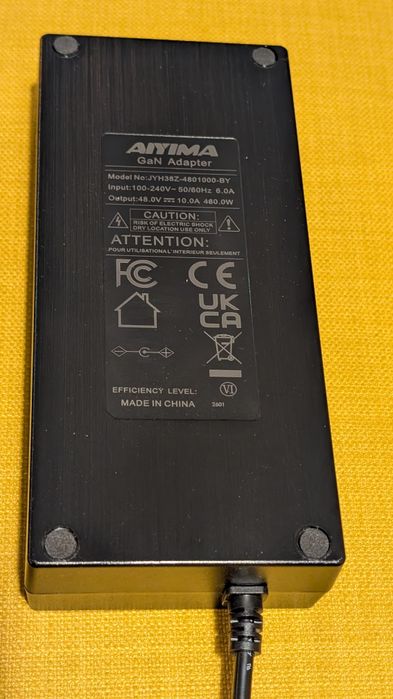 AIYIMA
GaN Adapter
Model No:JYH38Z-4801000-BY
Input:100-240V~ 50/60Hz 6.0A
Output:48.0V⎓10.0A 480.0W
CAUTION:
RISK OF ELECTRIC SHOCK
DRY LOCATION USE ONLY
ATTENTION:
POUR UTILISATIONAL'INTERIEUR SEULEMENT
FC CE
UK
CA
EFFICIENCY LEVEL: VI
MADE IN CHINA 2601